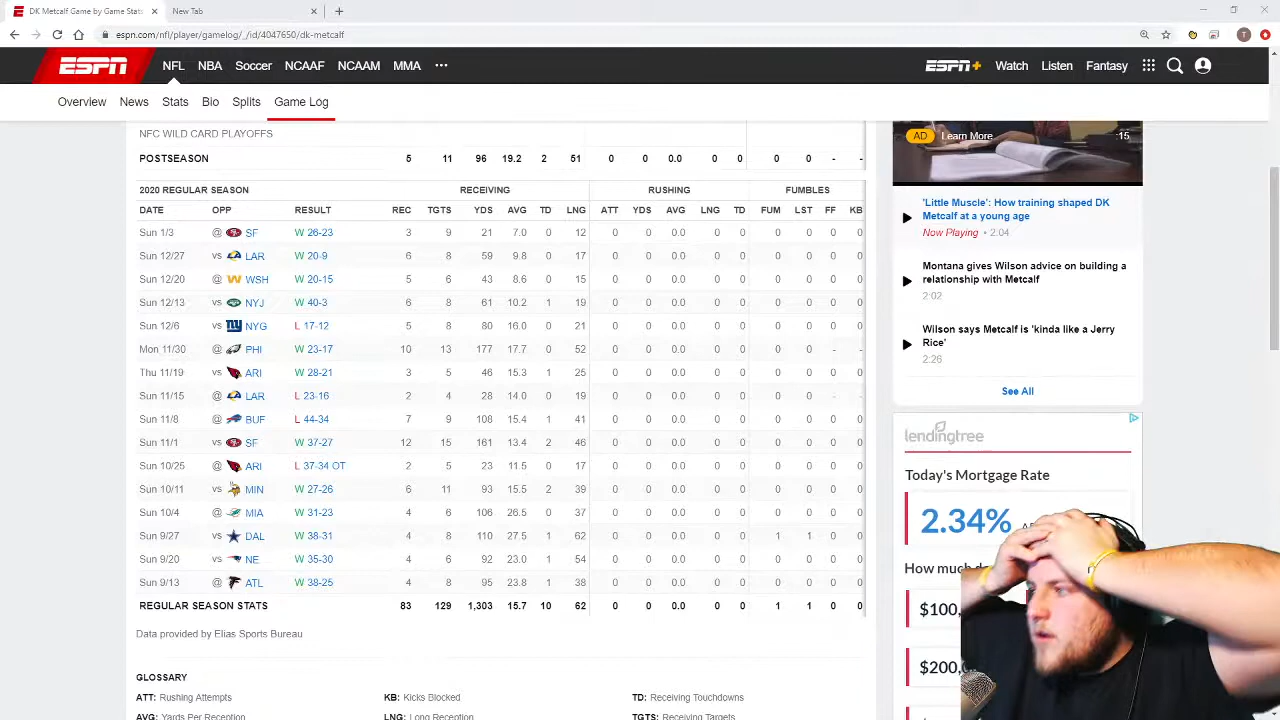 DK Metcalf Game by Game Stats
New Tab
espn.com/nfl/player/gamelog/_/id/4047650/dk-metcalf
T
ESPN NFL NBA Soccer NCAAF NCAAM MMA ESPN+ Watch Listen Fantasy
Overview News Stats Bio Splits Game Log
NFC WILD CARD PLAYOFFS
POSTSEASON 5 11 96 19.2 2 51 0 0 0.0 0 0 0 0 - -
2020 REGULAR SEASON RECEIVING RUSHING FUMBLES
DATE OPP RESULT REC TGTS YDS AVG TD LNG ATT YDS AVG LNG TD FUM LST FF KB
Sun 1/3 @ SF W 26-23 3 9 21 7.0 0 12 0 0 0.0 0 0 0 0 0 0
Sun 12/27 vs LAR W 20-9 6 8 59 9.8 0 17 0 0 0.0 0 0 0 0 0 0
Sun 12/20 @ WSH W 20-15 5 6 43 8.6 0 15 0 0 0.0 0 0 0 0 0 0
Sun 12/13 vs NYJ W 40-3 6 8 61 10.2 1 19 0 0 0.0 0 0 0 0 0 0
Sun 12/6 vs NYG L 17-12 5 8 80 16.0 0 21 0 0 0.0 0 0 0 0 0 0
Mon 11/30 @ PHI W 23-17 10 13 177 17.7 0 52 0 0 0.0 0 0 0 0 - -
Thu 11/19 vs ARI W 28-21 3 5 46 15.3 1 25 0 0 0.0 0 0 0 0 0 0
Sun 11/15 @ LAR L 23-16 2 4 28 14.0 0 19 0 0 0.0 0 0 0 0 - -
Sun 11/8 @ BUF L 44-34 7 9 108 15.4 1 41 0 0 0.0 0 0 0 0 0 0
Sun 11/1 vs SF W 37-27 12 15 161 13.4 2 46 0 0 0.0 0 0 0 0 0 0
Sun 10/25 @ ARI L 37-34 OT 2 5 23 11.5 0 17 0 0 0.0 0 0 0 0 0 0
Sun 10/11 vs MIN W 27-26 6 11 93 15.5 2 39 0 0 0.0 0 0 0 0 0 0
Sun 10/4 @ MIA W 31-23 4 6 106 26.5 0 37 0 0 0.0 0 0 0 0 0 0
Sun 9/27 vs DAL W 38-31 4 8 110 27.5 1 62 0 0 0.0 0 0 1 1 0 0
Sun 9/20 vs NE W 35-30 4 6 92 23.0 1 54 0 0 0.0 0 0 0 0 0 0
Sun 9/13 @ ATL W 38-25 4 8 95 23.8 1 38 0 0 0.0 0 0 0 0 0 0
REGULAR SEASON STATS 83 129 1,303 15.7 10 62 0 0 0.0 0 0 1 1 0 0
Data provided by Elias Sports Bureau
GLOSSARY
ATT: Rushing Attempts KB: Kicks Blocked TD: Receiving Touchdowns
AVG: Yards Per Reception LNG: Long Reception TGTS: Receiving Targets
AD Learn More :15
'Little Muscle': How training shaped DK
Metcalf at a young age
Now Playing • 2:04
Montana gives Wilson advice on building a
relationship with Metcalf
2:02
Wilson says Metcalf is 'kinda like a Jerry
Rice'
2:26
See All
lendingtree
Today's Mortgage Rate
2.34%
How much do
$100,
$200,